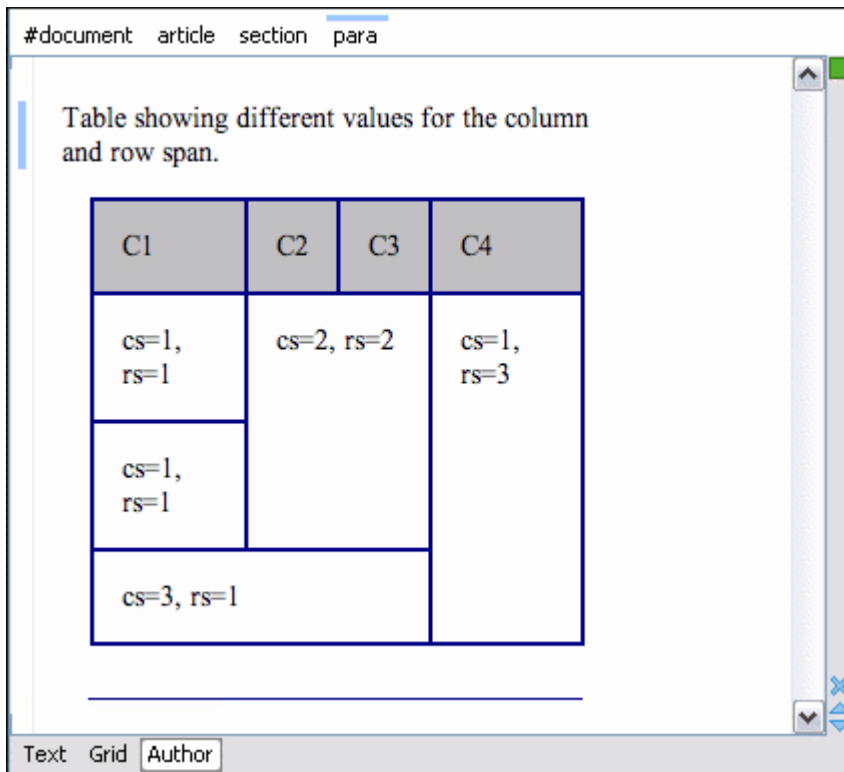 #document article section para
Table showing different values for the column
and row span.
C1 C2 C3 C4
cs=1,
rs=1
cs=2, rs=2
cs=1,
rs=3
cs=1,
rs=1
cs=3, rs=1
Text Grid Author